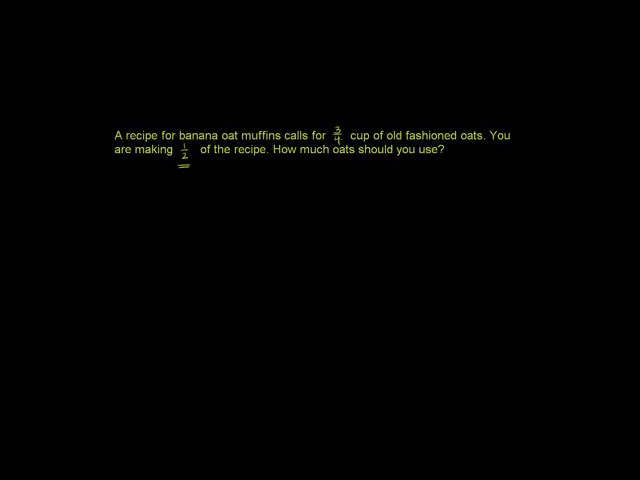 A recipe for banana oat muffins calls for 3/4 cup of old fashioned oats. You
are making 1/2 of the recipe. How much oats should you use?